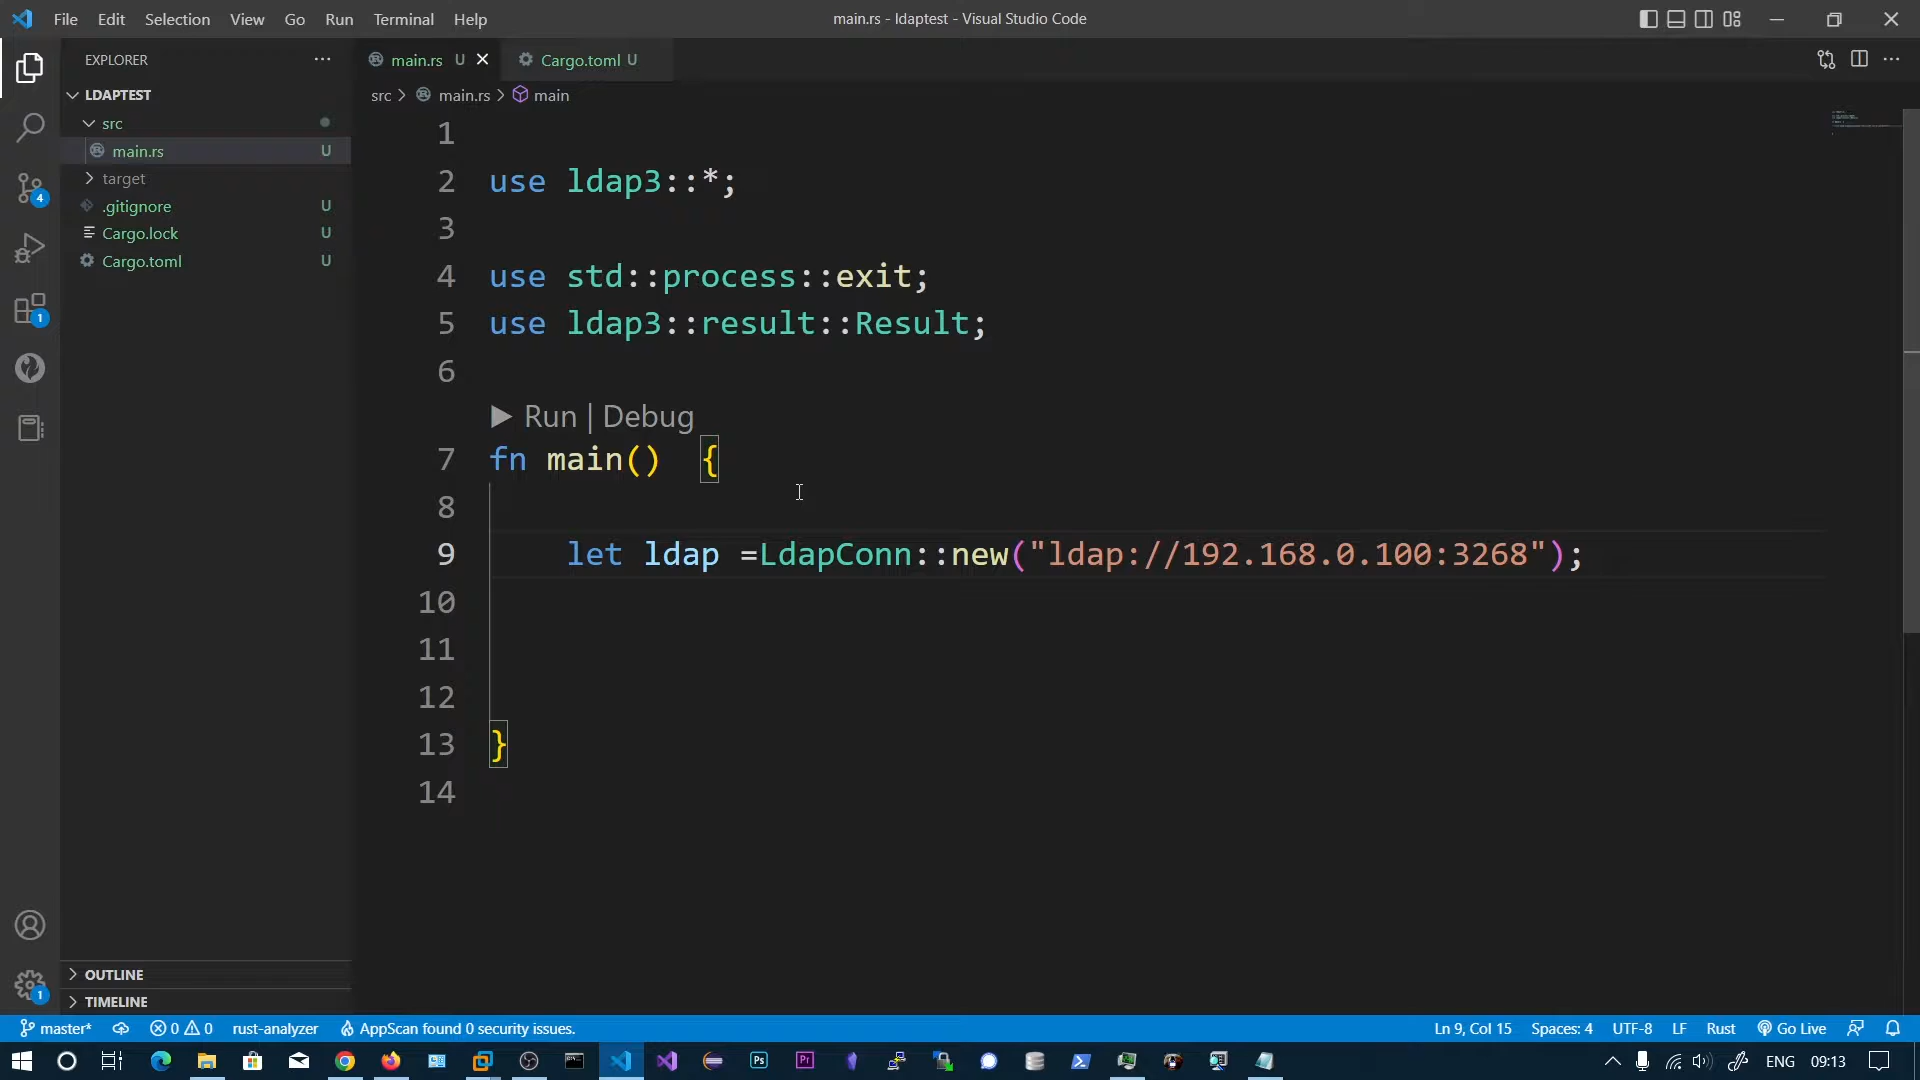 File Edit Selection View Go Run Terminal Help
main.rs - ldaptest - Visual Studio Code
EXPLORER
LDAPTEST
src
main.rs U
target
.gitignore U
Cargo.lock U
Cargo.toml U
OUTLINE
TIMELINE
4
1
1
main.rs U
Cargo.toml U
src > main.rs > main
1
2 use ldap3::*;
3
4 use std::process::exit;
5 use ldap3::result::Result;
6
Run | Debug
7 fn main() {
8
9 let ldap =LdapConn::new("ldap://192.168.0.100:3268");
10
11
12
13 }
14
master* 0 0 rust-analyzer AppScan found 0 security issues.
Ln 9, Col 15 Spaces: 4 UTF-8 LF Rust Go Live
Ps Pr ENG 09:13